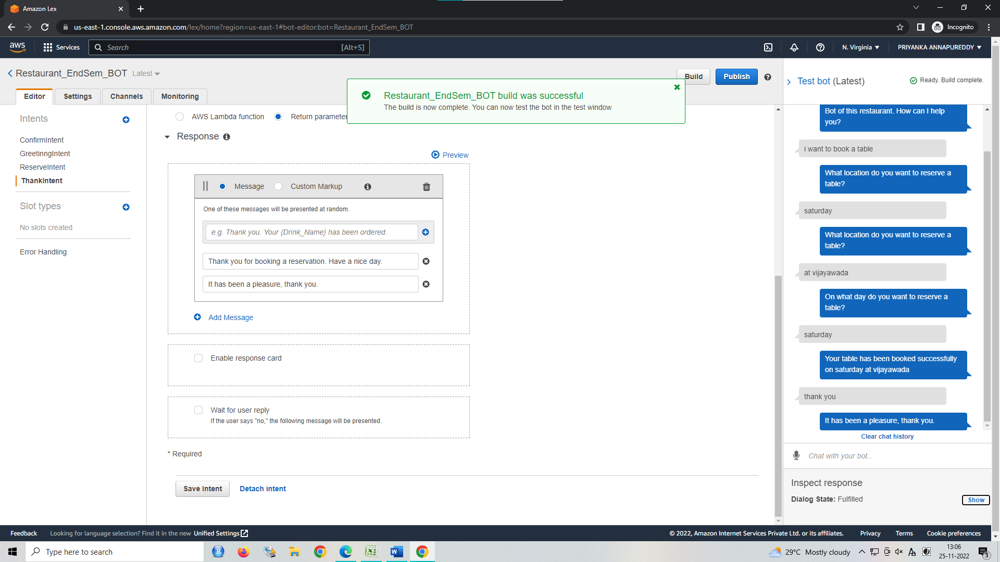 Amazon Lex
us-east-1.console.aws.amazon.com/lex/home?region=us-east-1#bot-editor:bot=Restaurant_EndSem_BOT
Incognito
aws
Services
Search
[Alt+S]
N. Virginia
PRIYANKA ANNAPUREDDY
Restaurant_EndSem_BOT
Latest
Build
Publish
Editor
Settings
Channels
Monitoring
Restaurant_EndSem_BOT build was successful
The build is now complete. You can now test the bot in the test window
Intents
ConfirmIntent
GreetinngIntent
ReserveIntent
ThankIntent
Slot types
No slots created
Error Handling
AWS Lambda function
Return parameter
Response
Preview
Message
Custom Markup
One of these messages will be presented at random.
e.g. Thank you. Your {Drink_Name} has been ordered.
Thank you for booking a reservation. Have a nice day.
It has been a pleasure, thank you.
Add Message
Enable response card
Wait for user reply
If the user says "no," the following message will be presented.
* Required
Save Intent
Detach intent
Test bot (Latest)
Ready. Build complete.
Bot of this restaurant. How can I help
you?
i want to book a table
What location do you want to reserve a
table?
saturday
What location do you want to reserve a
table?
at vijayawada
On what day do you want to reserve a
table?
saturday
Your table has been booked successfully
on saturday at vijayawada
thank you
It has been a pleasure, thank you.
Clear chat history
Chat with your bot...
Inspect response
Dialog State: Fulfilled
Show
Feedback
Looking for language selection? Find it in the new Unified Settings
© 2022, Amazon Internet Services Private Ltd. or its affiliates.
Privacy
Terms
Cookie preferences
Type here to search
29°C Mostly cloudy
13:06
25-11-2022
3